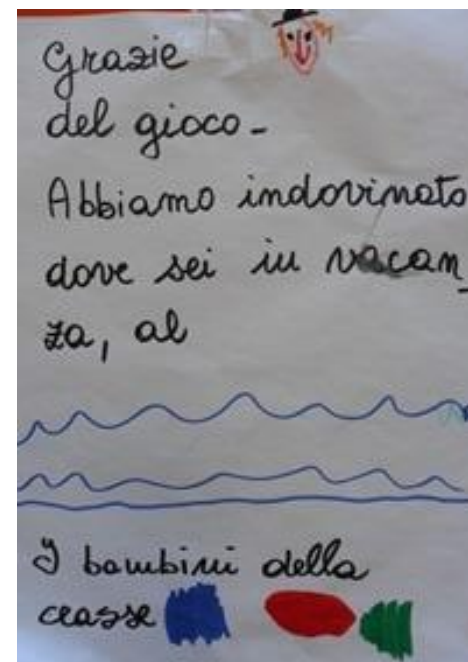 Grazie
del gioco-
Abbiamo indovinato
dove sei in vacan-
za, al
I bambini della
classe